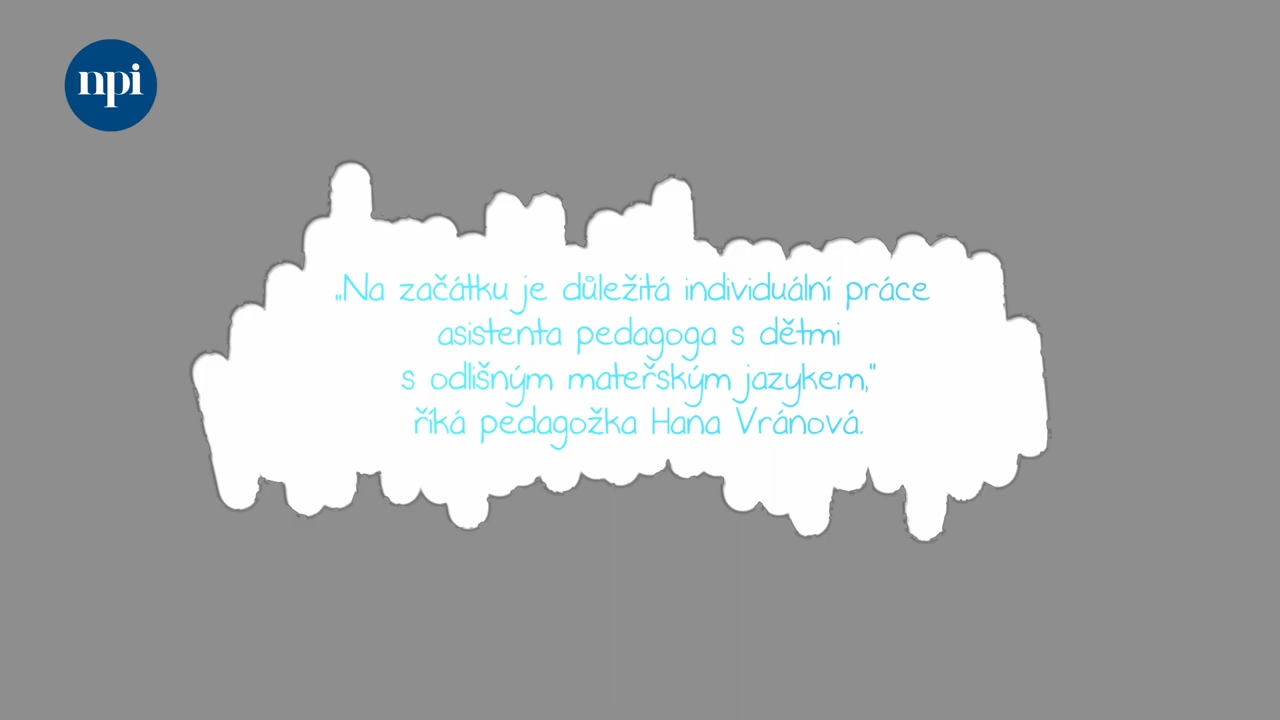 npi
„Na začátku je důležitá individuální práce
asistenta pedagoga s dětmi
s odlišným mateřským jazykem,“
říká pedagožka Hana Vránová.